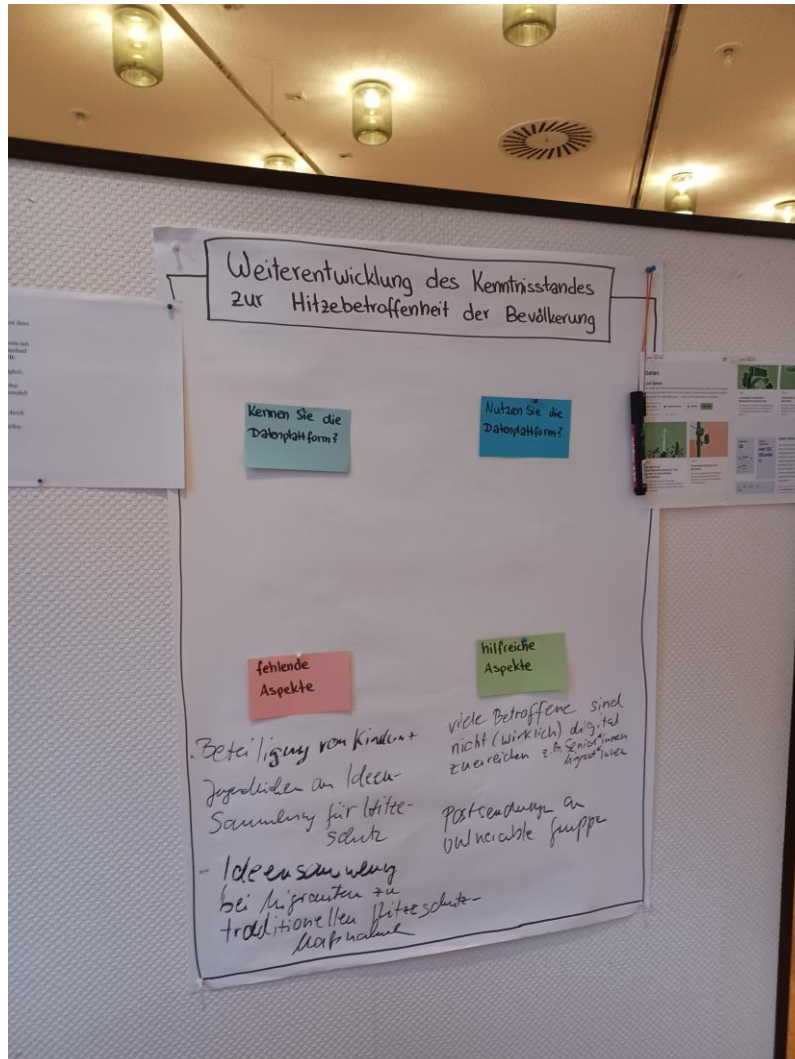 Weiterentwicklung des Kenntnisstandes
zur Hitzebetroffenheit der Bevölkerung
Kennen Sie die
Datenplattform?
Nutzen Sie die
Datenplattform?
fehlende
Aspekte
hilfreiche
Aspekte
- Beteiligung von Kindern +
Jugendlichen an Ideen-
Sammlung für Hitze-
schutz
- Ideensammlung
bei Migranten zu
traditionellen Hitzeschutz-
Maßnahme
viele Betroffene sind
nicht (wirklich) digital
zu erreichen z.B. Senior*innen
Migrant*innen
Postsendungen an
vulnerable Gruppe
Daten